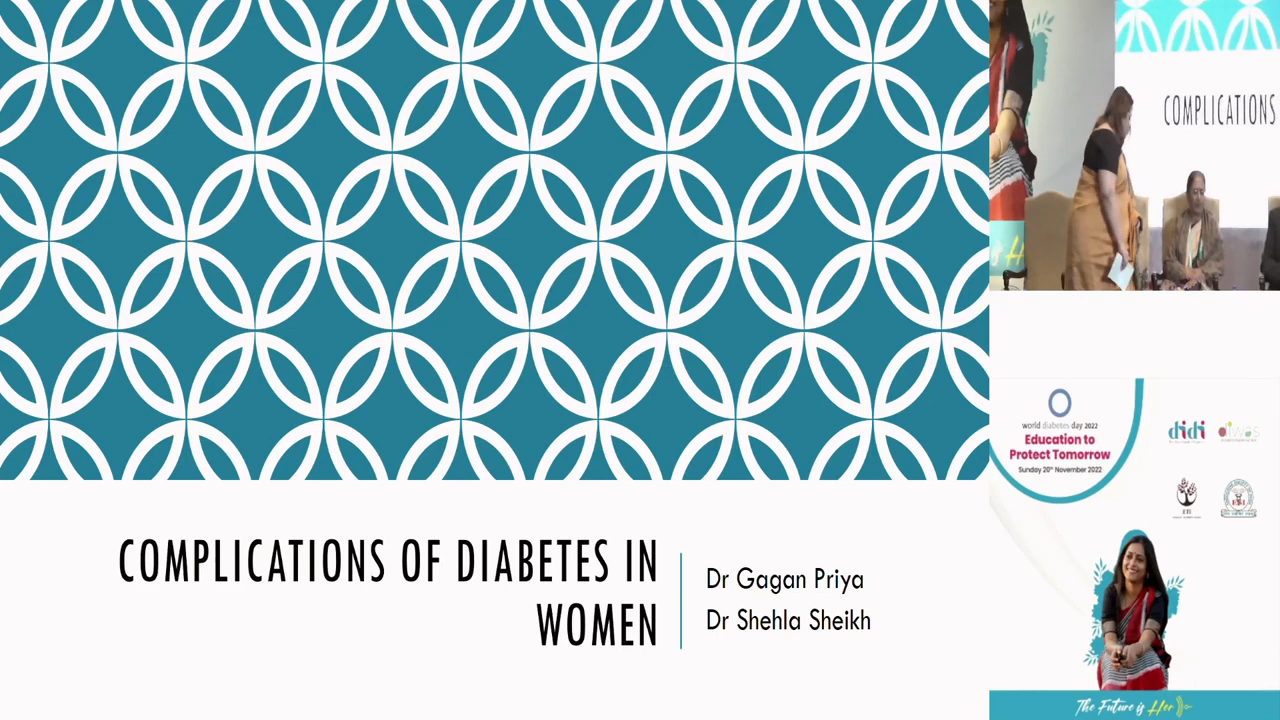 COMPLICATIONS OF DIABETES IN
WOMEN
Dr Gagan Priya
Dr Shehla Sheikh
COMPLICATIONS
world diabetes day 2022
Education to
Protect Tomorrow
Sunday 20th November 2022
didi
The Future is Her